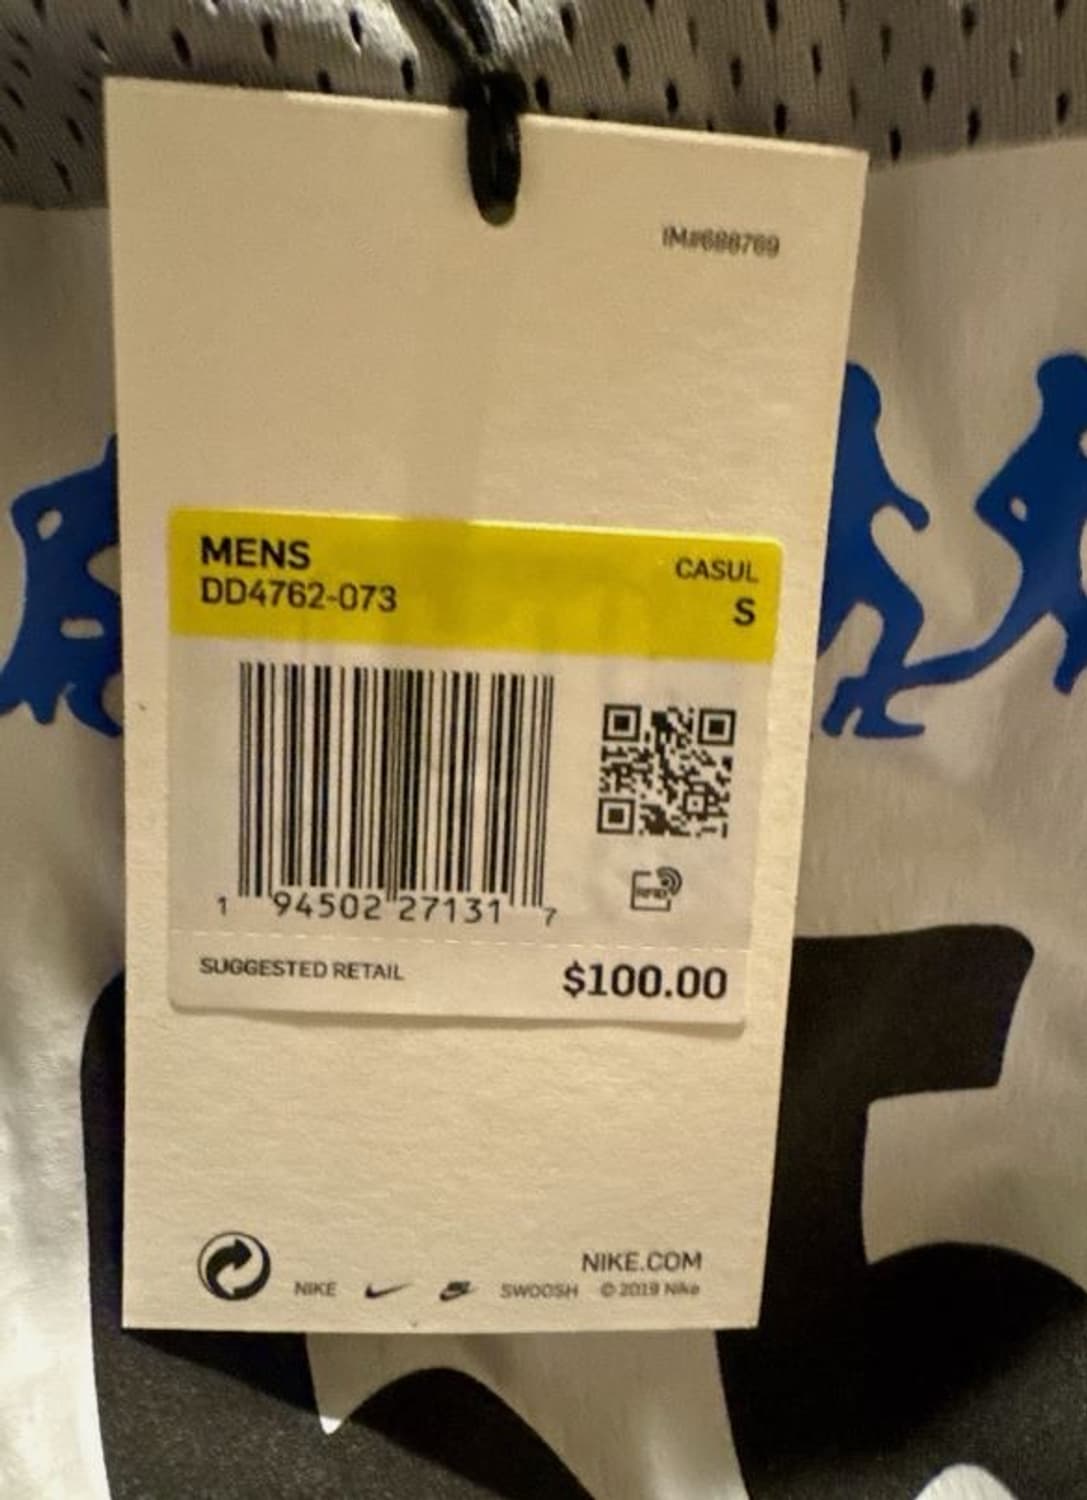 IM#688769
MENS
CASUL
DD4762-073
S
1 94502 27131 7
RFID
SUGGESTED RETAIL
$100.00
NIKE.COM
NIKE SWOOSH © 2019 Nike